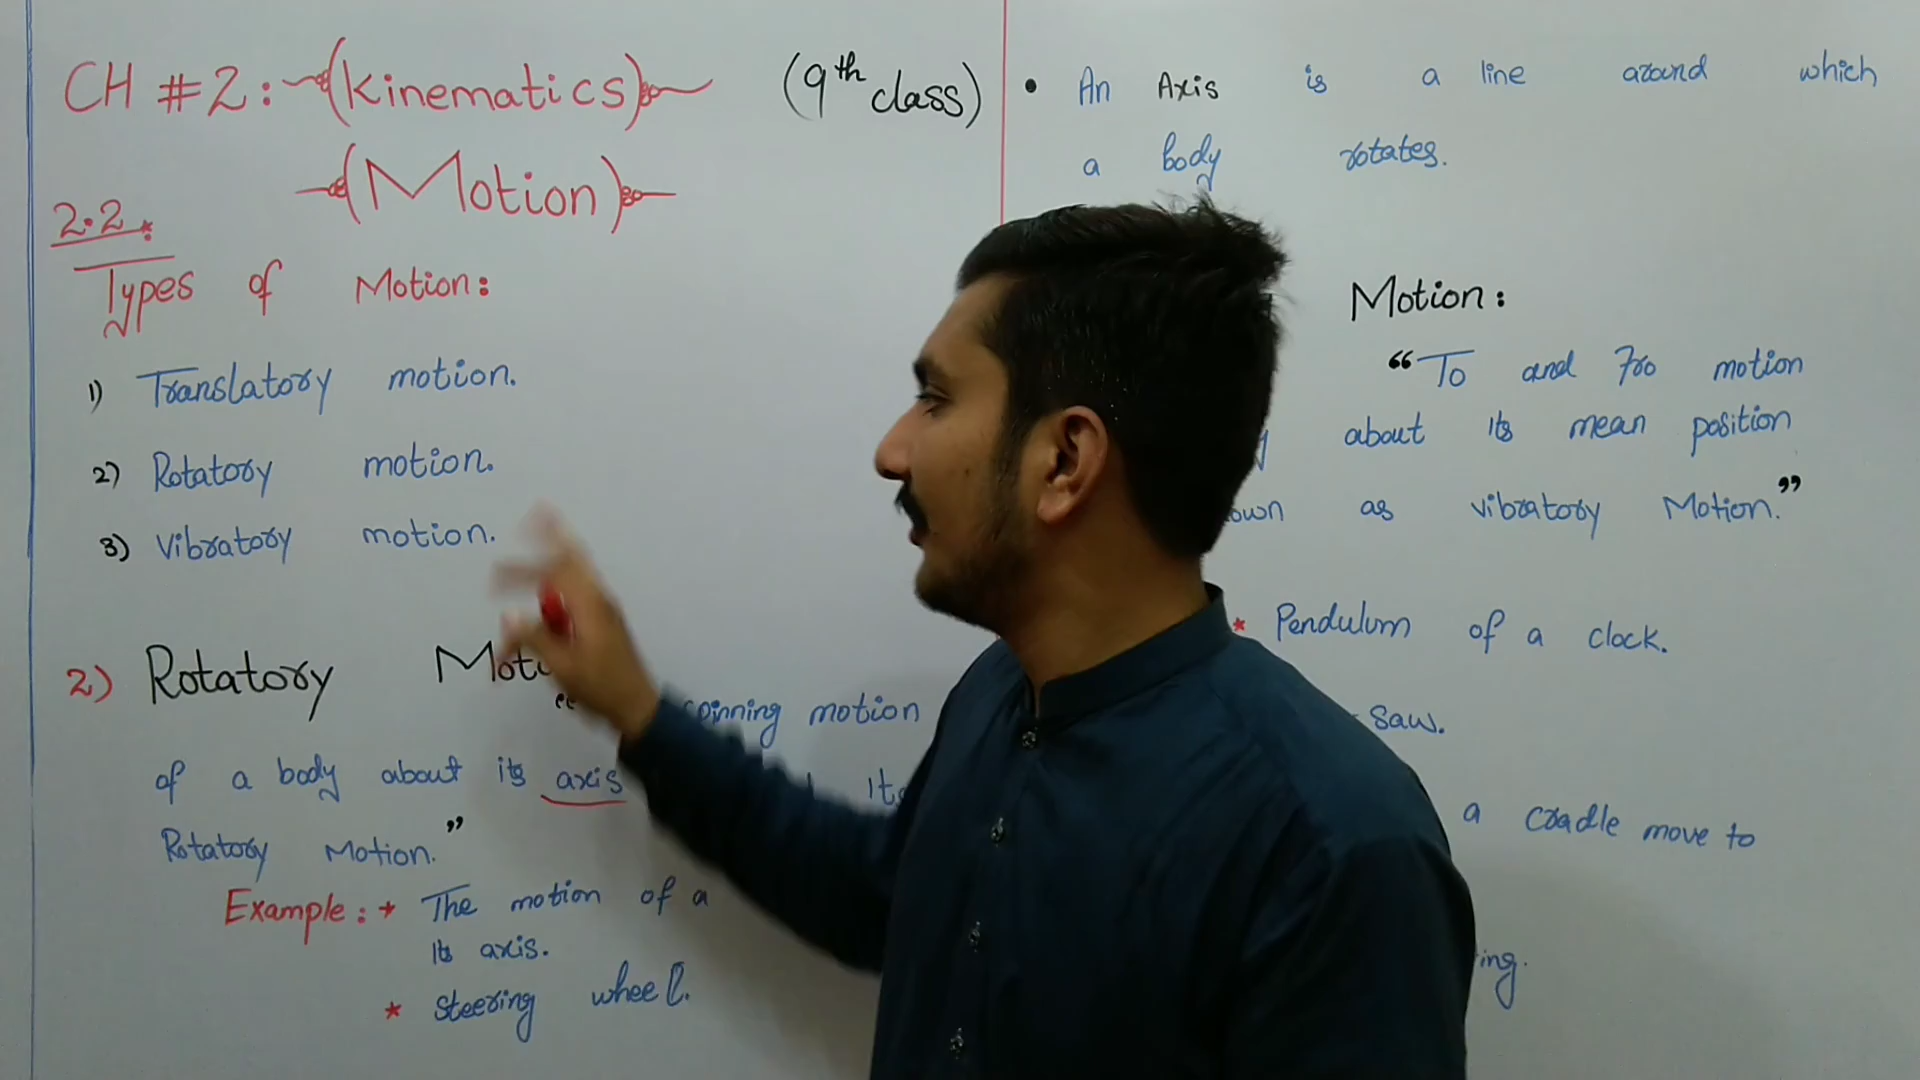 CH #2: (Kinematics) (9th class)
(Motion)
2.2.
Types of Motion:
1) Translatory motion.
2) Rotatory motion.
3) Vibratory motion.
2) Rotatory
spinning motion
of a body about its axis
Rotatory Motion."
Example: * The motion of a
its axis.
* Steering wheel.
• An Axis is a line around which
a body rotates.
Motion:
"To and Fro motion
about its mean position
as vibratory Motion."
* Pendulum of a clock.
saw.
a cradle move to